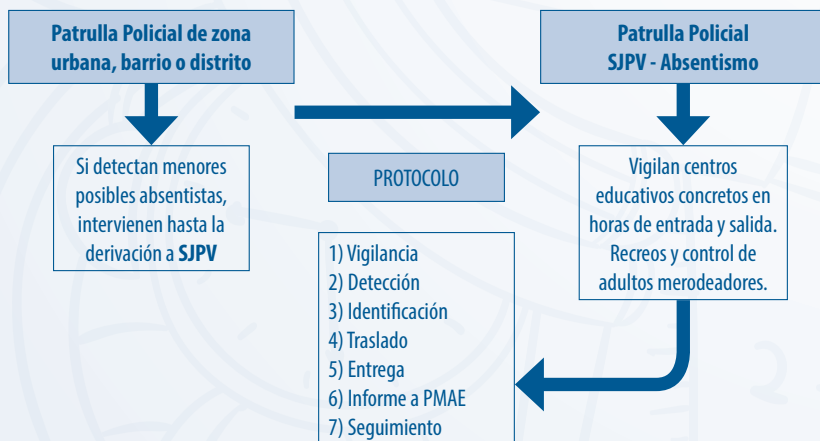 Patrulla Policial de zona
urbana, barrio o distrito
Patrulla Policial
SJPV - Absentismo
Si detectan menores
posibles absentistas,
intervienen hasta la
derivación a SJPV
PROTOCOLO
Vigilan centros
educativos concretos en
horas de entrada y salida.
Recreos y control de
adultos merodeadores.
1) Vigilancia
2) Detección
3) Identificación
4) Traslado
5) Entrega
6) Informe a PMAE
7) Seguimiento